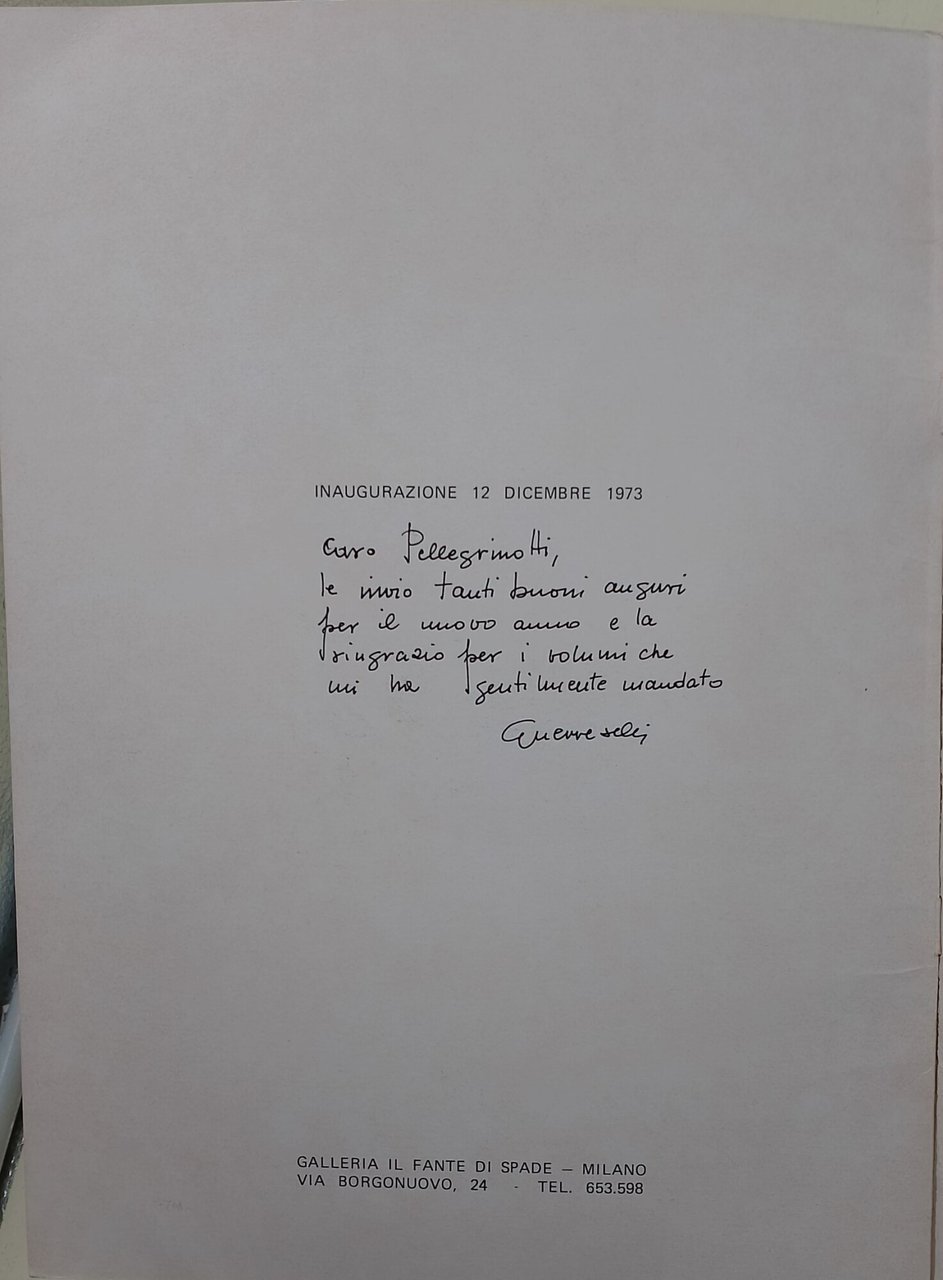 INAUGURAZIONE 12 DICEMBRE 1973
Caro Pellegrinotti,
le invio tanti buoni auguri
per il nuovo anno e la
ringrazio per i volumi che
mi ha gentilmente mandato
Guerreschi
GALLERIA IL FANTE DI SPADE — MILANO
VIA BORGONUOVO, 24 - TEL. 653.598